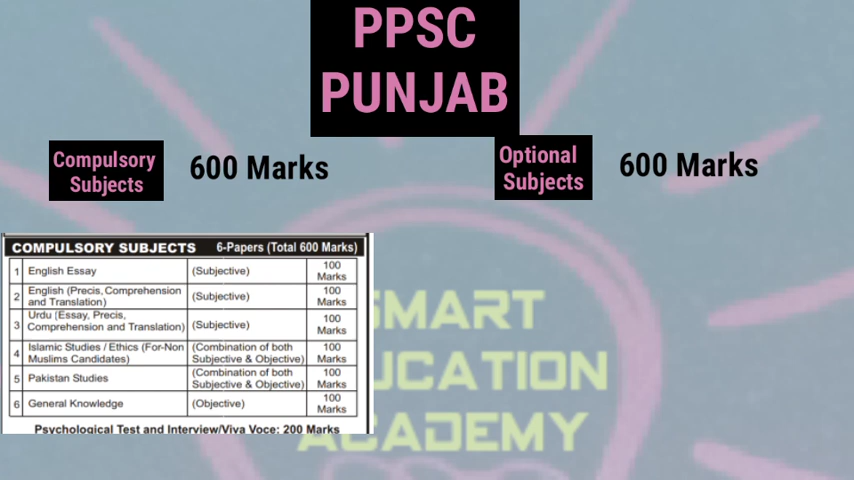 PPSC
PUNJAB
Compulsory
Subjects
600 Marks
Optional
Subjects
600 Marks
COMPULSORY SUBJECTS 6-Papers (Total 600 Marks)
1 English Essay (Subjective) 100 Marks
2 English (Precis, Comprehension and Translation) (Subjective) 100 Marks
3 Urdu (Essay, Precis, Comprehension and Translation) (Subjective) 100 Marks
4 Islamic Studies / Ethics (For-Non Muslims Candidates) (Combination of both Subjective & Objective) 100 Marks
5 Pakistan Studies (Combination of both Subjective & Objective) 100 Marks
6 General Knowledge (Objective) 100 Marks
Psychological Test and Interview/Viva Voce: 200 Marks
SMART
EDUCATION
ACADEMY